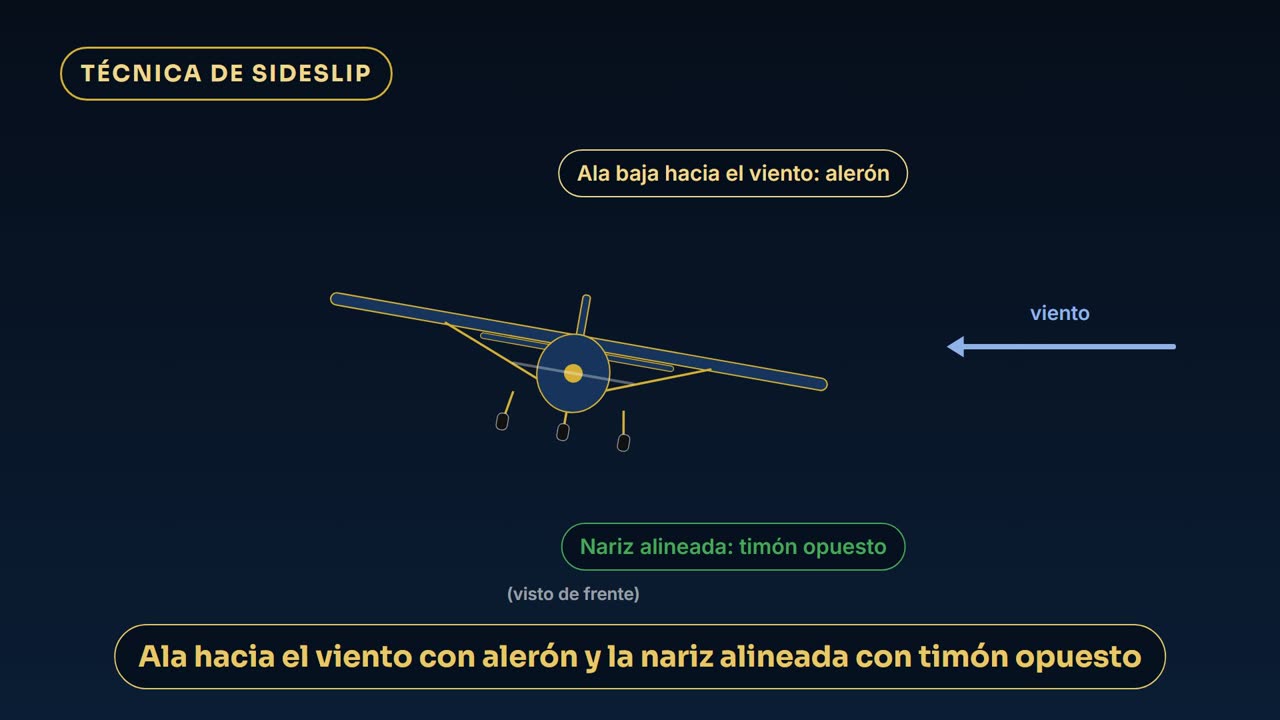 TÉCNICA DE SIDESLIP
Ala baja hacia el viento: alerón
viento
Nariz alineada: timón opuesto
(visto de frente)
Ala hacia el viento con alerón y la nariz alineada con timón opuesto